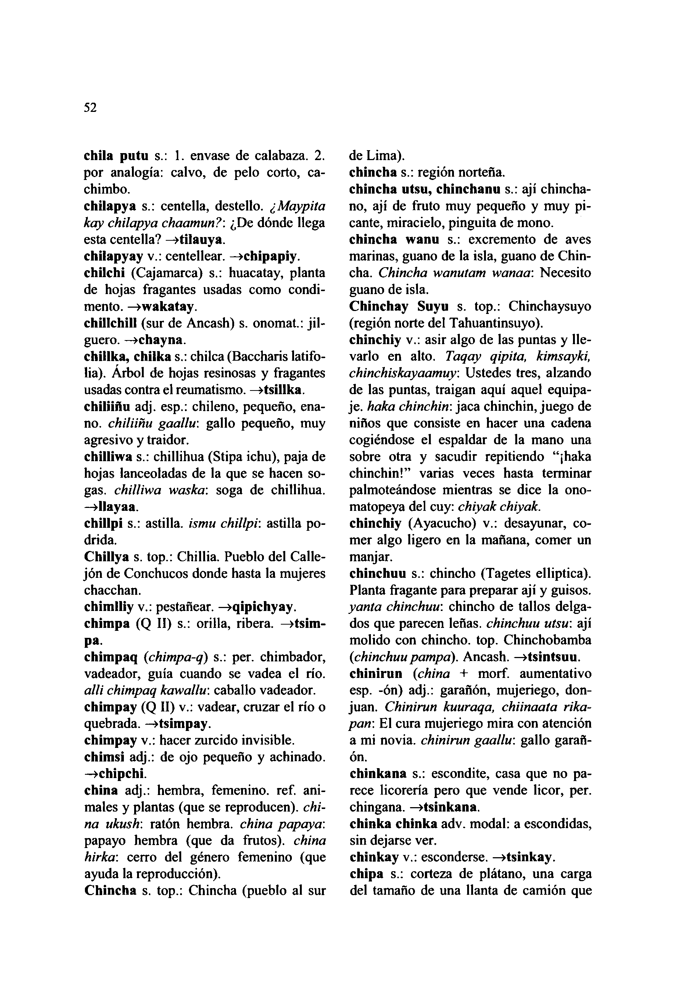 52
chila putu s.: 1. envase de calabaza. 2.
por analogía: calvo, de pelo corto, ca-
chimbo.
chilapya s.: centella, destello. ¿Maypita
kay chilapya chaamun?: ¿De dónde llega
esta centella? →tilauya.
chilapyay v.: centellear. →chipapiy.
chilchi (Cajamarca) s.: huacatay, planta
de hojas fragantes usadas como condi-
mento. →wakatay.
chillchill (sur de Ancash) s. onomat.: jil-
guero. →chayna.
chillka, chilka s.: chilca (Baccharis latifo-
lia). Árbol de hojas resinosas y fragantes
usadas contra el reumatismo. →tsillka.
chiliiñu adj. esp.: chileno, pequeño, ena-
no. chiliiñu gaallu: gallo pequeño, muy
agresivo y traidor.
chilliwa s.: chillihua (Stipa ichu), paja de
hojas lanceoladas de la que se hacen so-
gas. chilliwa waska: soga de chillihua.
→llayaa.
chillpi s.: astilla. ismu chillpi: astilla po-
drida.
Chillya s. top.: Chillia. Pueblo del Calle-
jón de Conchucos donde hasta la mujeres
chacchan.
chimlliy v.: pestañear. →qipichyay.
chimpa (Q II) s.: orilla, ribera. →tsim-
pa.
chimpaq (chimpa-q) s.: per. chimbador,
vadeador, guía cuando se vadea el río.
alli chimpaq kawallu: caballo vadeador.
chimpay (Q II) v.: vadear, cruzar el río o
quebrada. →tsimpay.
chimpay v.: hacer zurcido invisible.
chimsi adj.: de ojo pequeño y achinado.
→chipchi.
china adj.: hembra, femenino. ref. ani-
males y plantas (que se reproducen). chi-
na ukush: ratón hembra. china papaya:
papayo hembra (que da frutos). china
hirka: cerro del género femenino (que
ayuda la reproducción).
Chincha s. top.: Chincha (pueblo al sur
de Lima).
chincha s.: región norteña.
chincha utsu, chinchanu s.: ají chincha-
no, ají de fruto muy pequeño y muy pi-
cante, miracielo, pinguita de mono.
chincha wanu s.: excremento de aves
marinas, guano de la isla, guano de Chin-
cha. Chincha wanutam wanaa: Necesito
guano de isla.
Chinchay Suyu s. top.: Chinchaysuyo
(región norte del Tahuantinsuyo).
chinchiy v.: asir algo de las puntas y lle-
varlo en alto. Taqay qipita, kimsayki,
chinchiskayaamuy: Ustedes tres, alzando
de las puntas, traigan aquí aquel equipa-
je. haka chinchin: jaca chinchin, juego de
niños que consiste en hacer una cadena
cogiéndose el espaldar de la mano una
sobre otra y sacudir repitiendo “¡haka
chinchin!” varias veces hasta terminar
palmoteándose mientras se dice la ono-
matopeya del cuy: chiyak chiyak.
chinchiy (Ayacucho) v.: desayunar, co-
mer algo ligero en la mañana, comer un
manjar.
chinchuu s.: chincho (Tagetes elliptica).
Planta fragante para preparar ají y guisos.
yanta chinchuu: chincho de tallos delga-
dos que parecen leñas. chinchuu utsu: ají
molido con chincho. top. Chinchobamba
(chinchuu pampa). Ancash. →tsintsuu.
chinirun (china + morf. aumentativo
esp. -ón) adj.: garañón, mujeriego, don-
juan. Chinirun kuuraqa, chiinaata rika-
pan: El cura mujeriego mira con atención
a mi novia. chinirun gaallu: gallo garañ-
ón.
chinkana s.: escondite, casa que no pa-
rece licorería pero que vende licor, per.
chingana. →tsinkana.
chinka chinka adv. modal: a escondidas,
sin dejarse ver.
chinkay v.: esconderse. →tsinkay.
chipa s.: corteza de plátano, una carga
del tamaño de una llanta de camión que